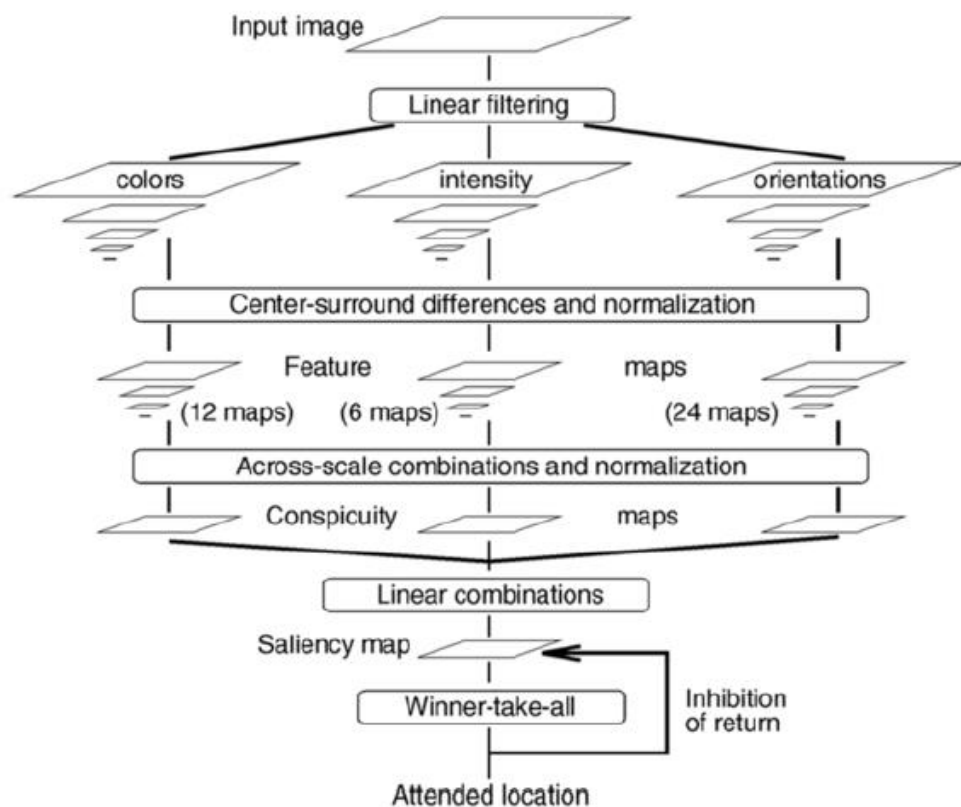 Input image
Linear filtering
colors intensity orientations
Center-surround differences and normalization
Feature maps
(12 maps) (6 maps) (24 maps)
Across-scale combinations and normalization
Conspicuity maps
Linear combinations
Saliency map
Winner-take-all
Inhibition
of return
Attended location